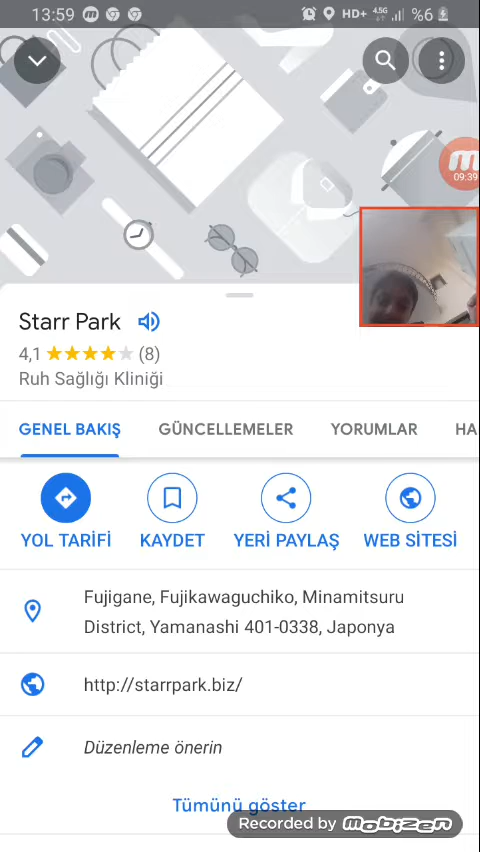 13:59 HD+ 4.5G %6
09:39
Starr Park
4,1 (8)
Ruh Sağlığı Kliniği
GENEL BAKIŞ GÜNCELLEMELER YORUMLAR HA
YOL TARİFİ KAYDET YERİ PAYLAŞ WEB SİTESİ
Fujigane, Fujikawaguchiko, Minamitsuru
District, Yamanashi 401-0338, Japonya
http://starrpark.biz/
Düzenleme önerin
Tümünü göster
Recorded by mobizen